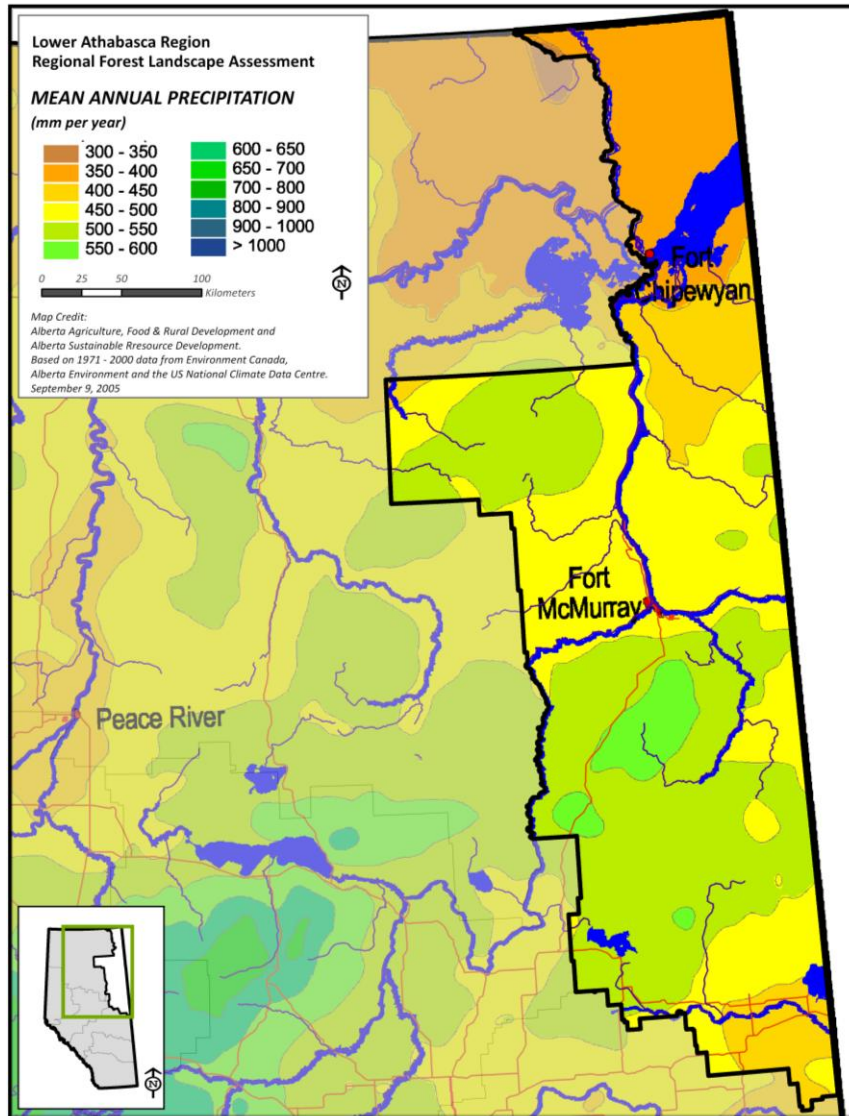 Lower Athabasca Region
Regional Forest Landscape Assessment
MEAN ANNUAL PRECIPITATION
(mm per year)
300 - 350
350 - 400
400 - 450
450 - 500
500 - 550
550 - 600
600 - 650
650 - 700
700 - 800
800 - 900
900 - 1000
> 1000
0 25 50 100
Kilometers
N
Map Credit:
Alberta Agriculture, Food & Rural Development and
Alberta Sustainable Rresource Development.
Based on 1971 - 2000 data from Environment Canada,
Alberta Environment and the US National Climate Data Centre.
September 9, 2005
Fort
Chipewyan
Fort
McMurray
Peace River
N